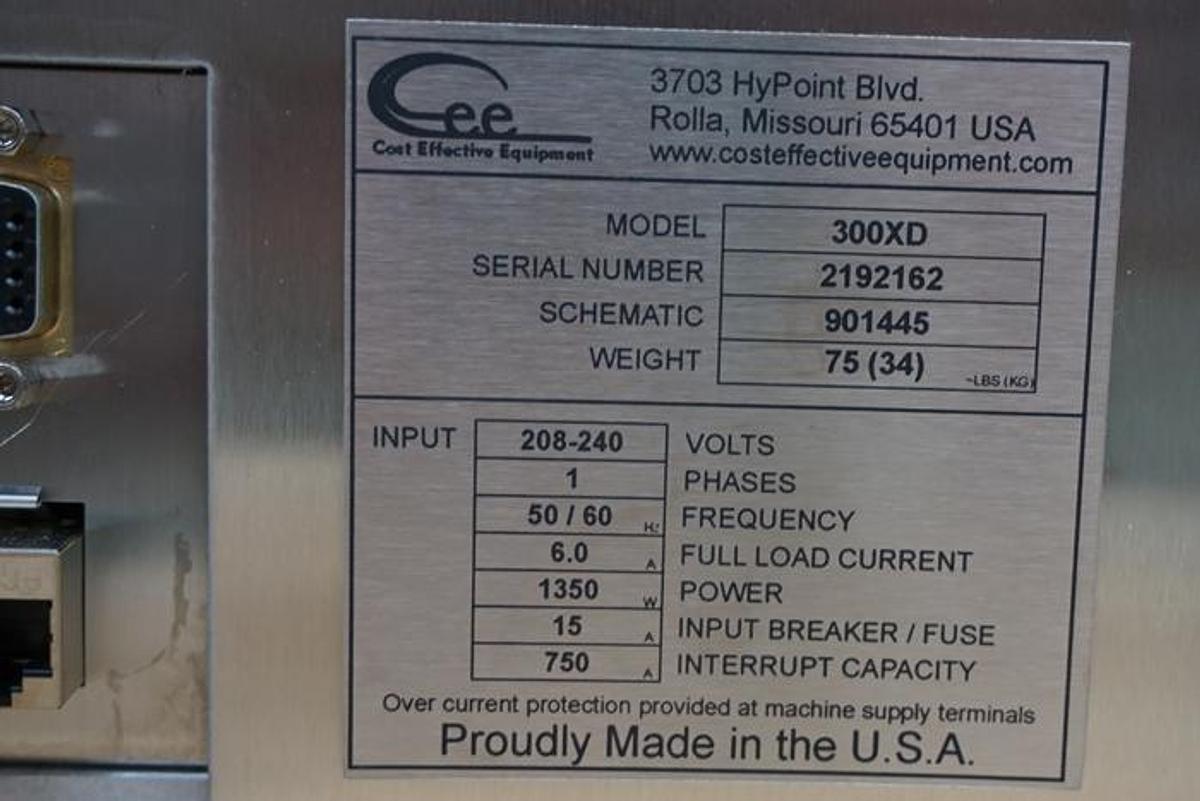 Cee
Cost Effective Equipment
3703 HyPoint Blvd.
Rolla, Missouri 65401 USA
www.costeffectiveequipment.com
MODEL 300XD
SERIAL NUMBER 2192162
SCHEMATIC 901445
WEIGHT 75 (34) ~LBS (KG)
INPUT 208-240 VOLTS
1 PHASES
50 / 60 Hz FREQUENCY
6.0 A FULL LOAD CURRENT
1350 W POWER
15 A INPUT BREAKER / FUSE
750 A INTERRUPT CAPACITY
Over current protection provided at machine supply terminals
Proudly Made in the U.S.A.